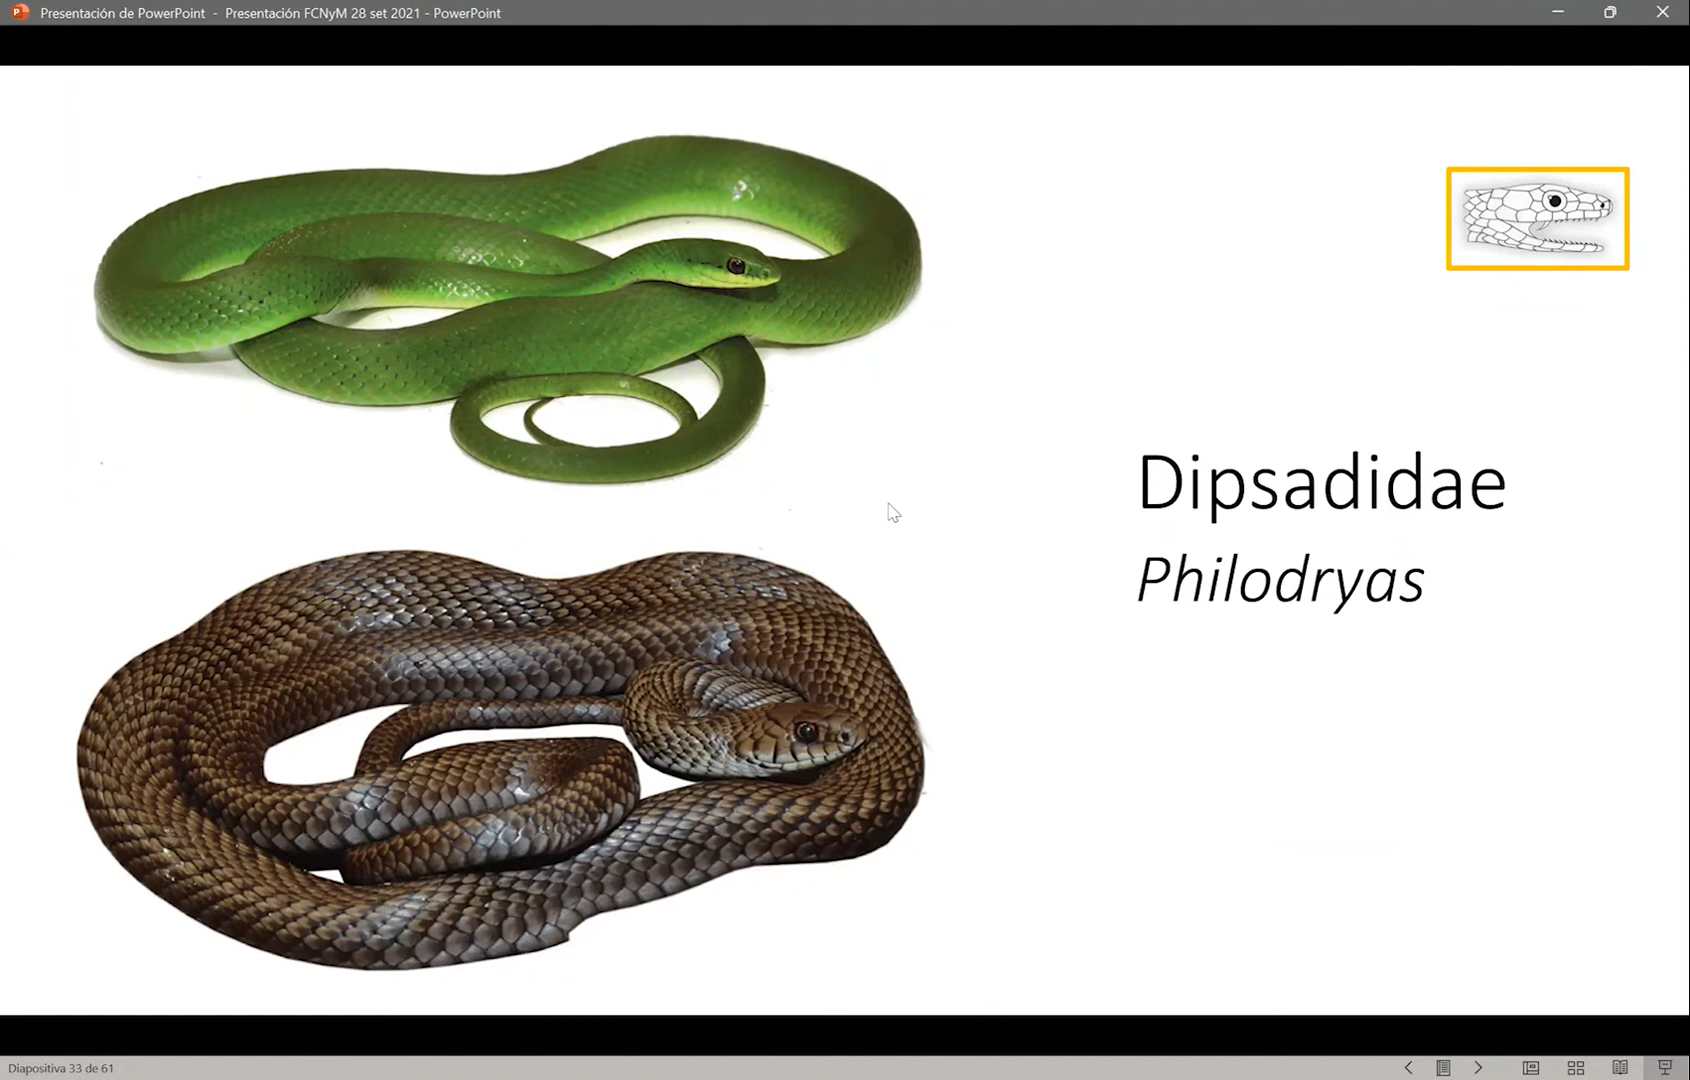 Presentación de PowerPoint - Presentación FCNyM 28 set 2021 - PowerPoint
Dipsadidae
Philodryas
Diapositiva 33 de 61